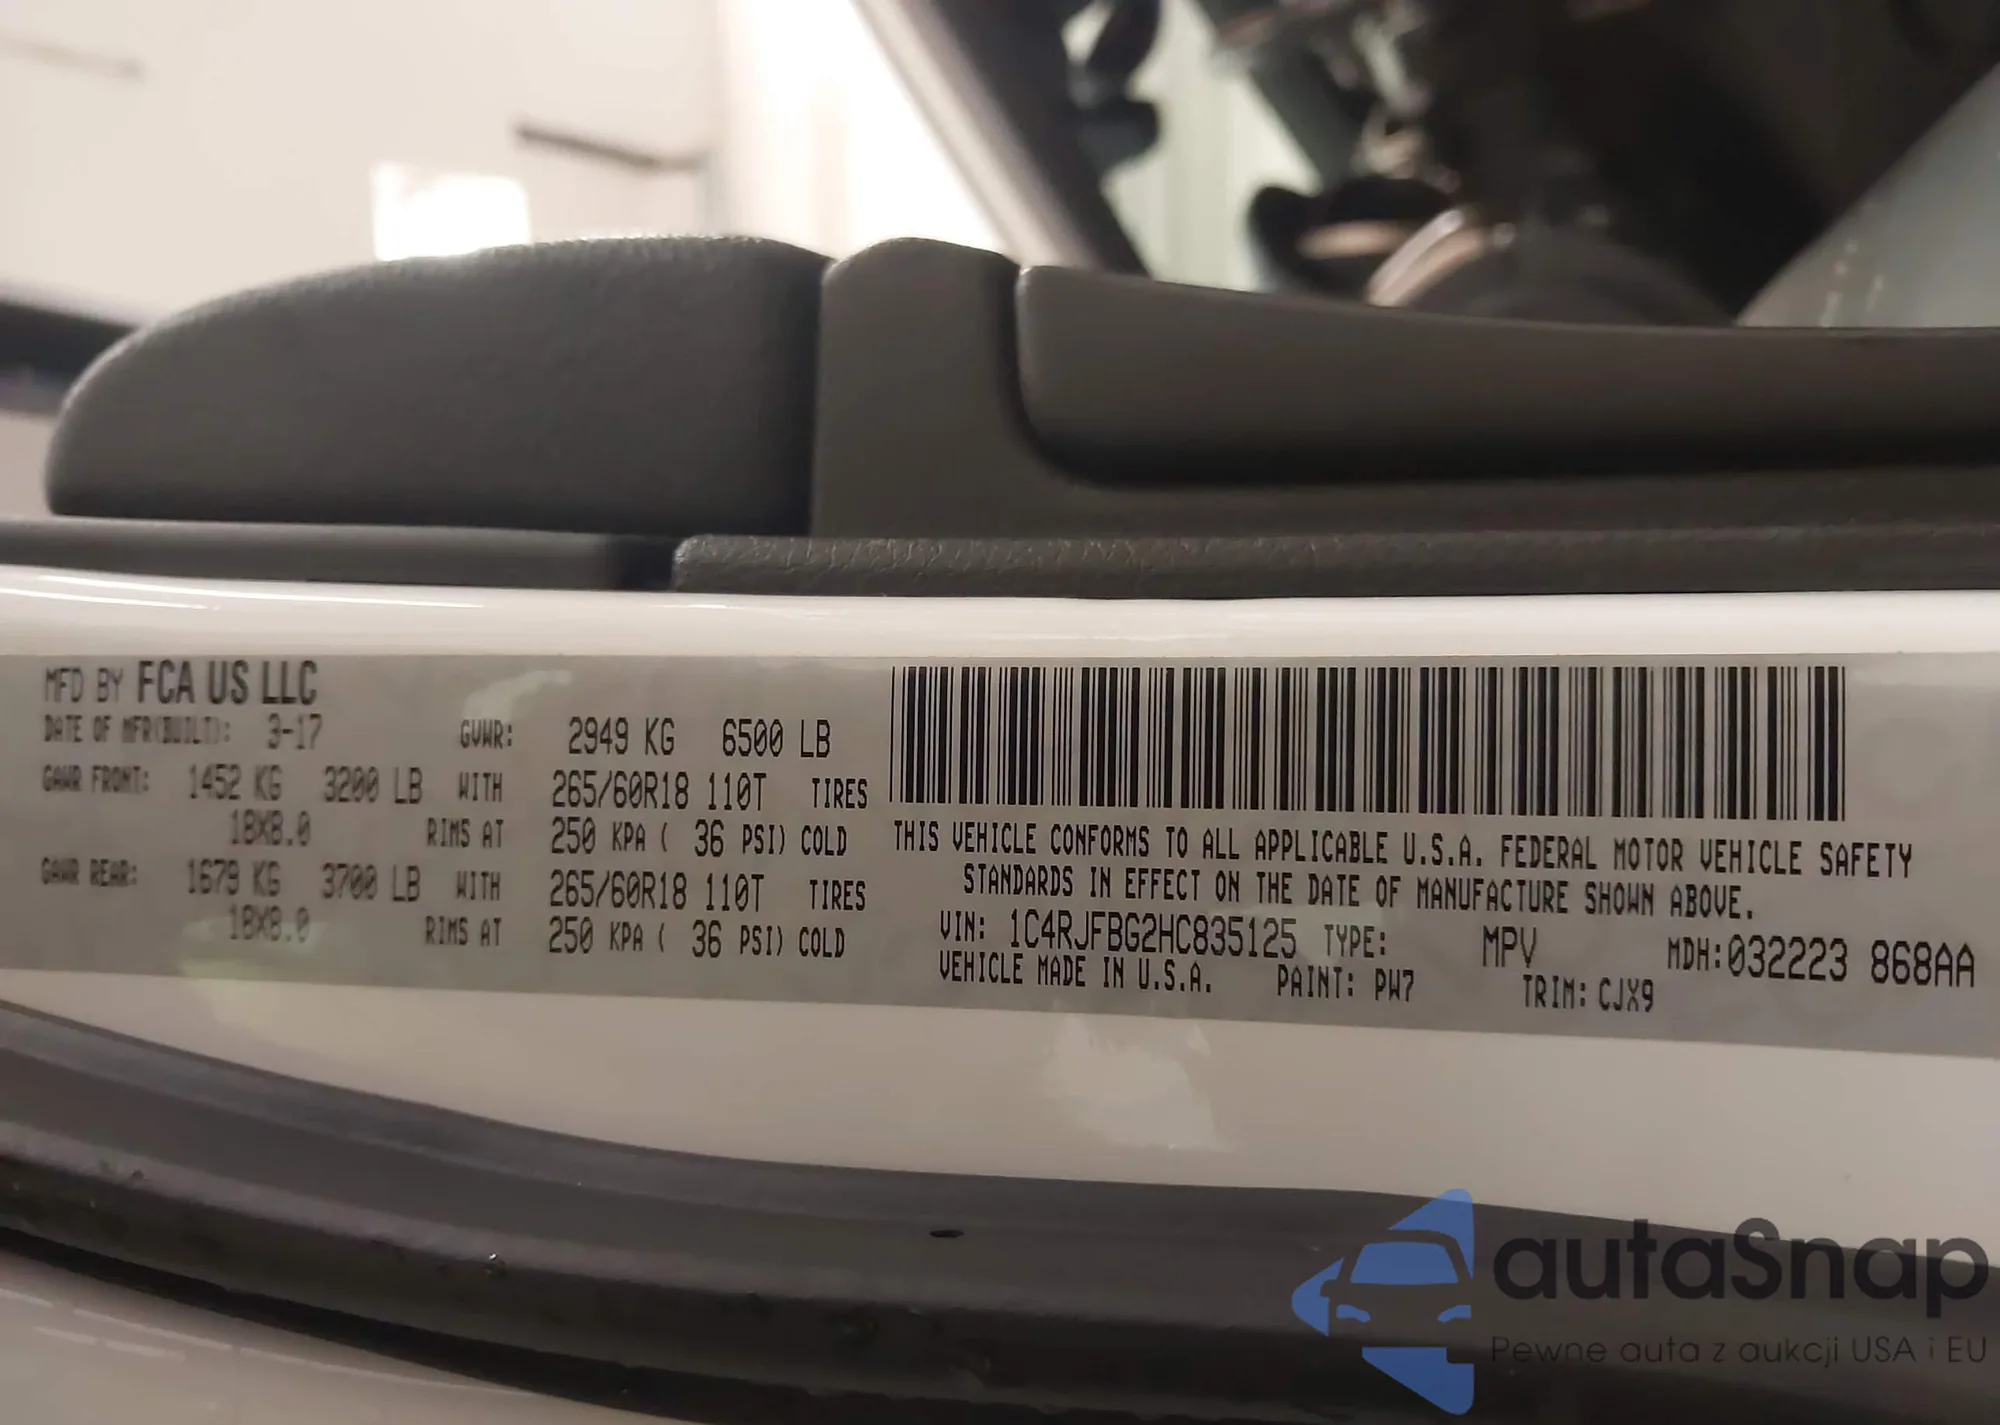 MFD BY FCA US LLC
DATE OF MFR(BUILT): 3-17 GVWR: 2949 KG 6500 LB
GAWR FRONT: 1452 KG 3200 LB WITH 265/60R18 110T TIRES
18X8.0 RIMS AT 250 KPA ( 36 PSI) COLD
GAWR REAR: 1679 KG 3700 LB WITH 265/60R18 110T TIRES
18X8.0 RIMS AT 250 KPA ( 36 PSI) COLD
THIS VEHICLE CONFORMS TO ALL APPLICABLE U.S.A. FEDERAL MOTOR VEHICLE SAFETY
STANDARDS IN EFFECT ON THE DATE OF MANUFACTURE SHOWN ABOVE.
VIN: 1C4RJFBG2HC835125 TYPE: MPV MDH:032223 868AA
VEHICLE MADE IN U.S.A. PAINT: PW7 TRIM: CJX9
autaSnap
Pewne auta z aukcji USA i EU